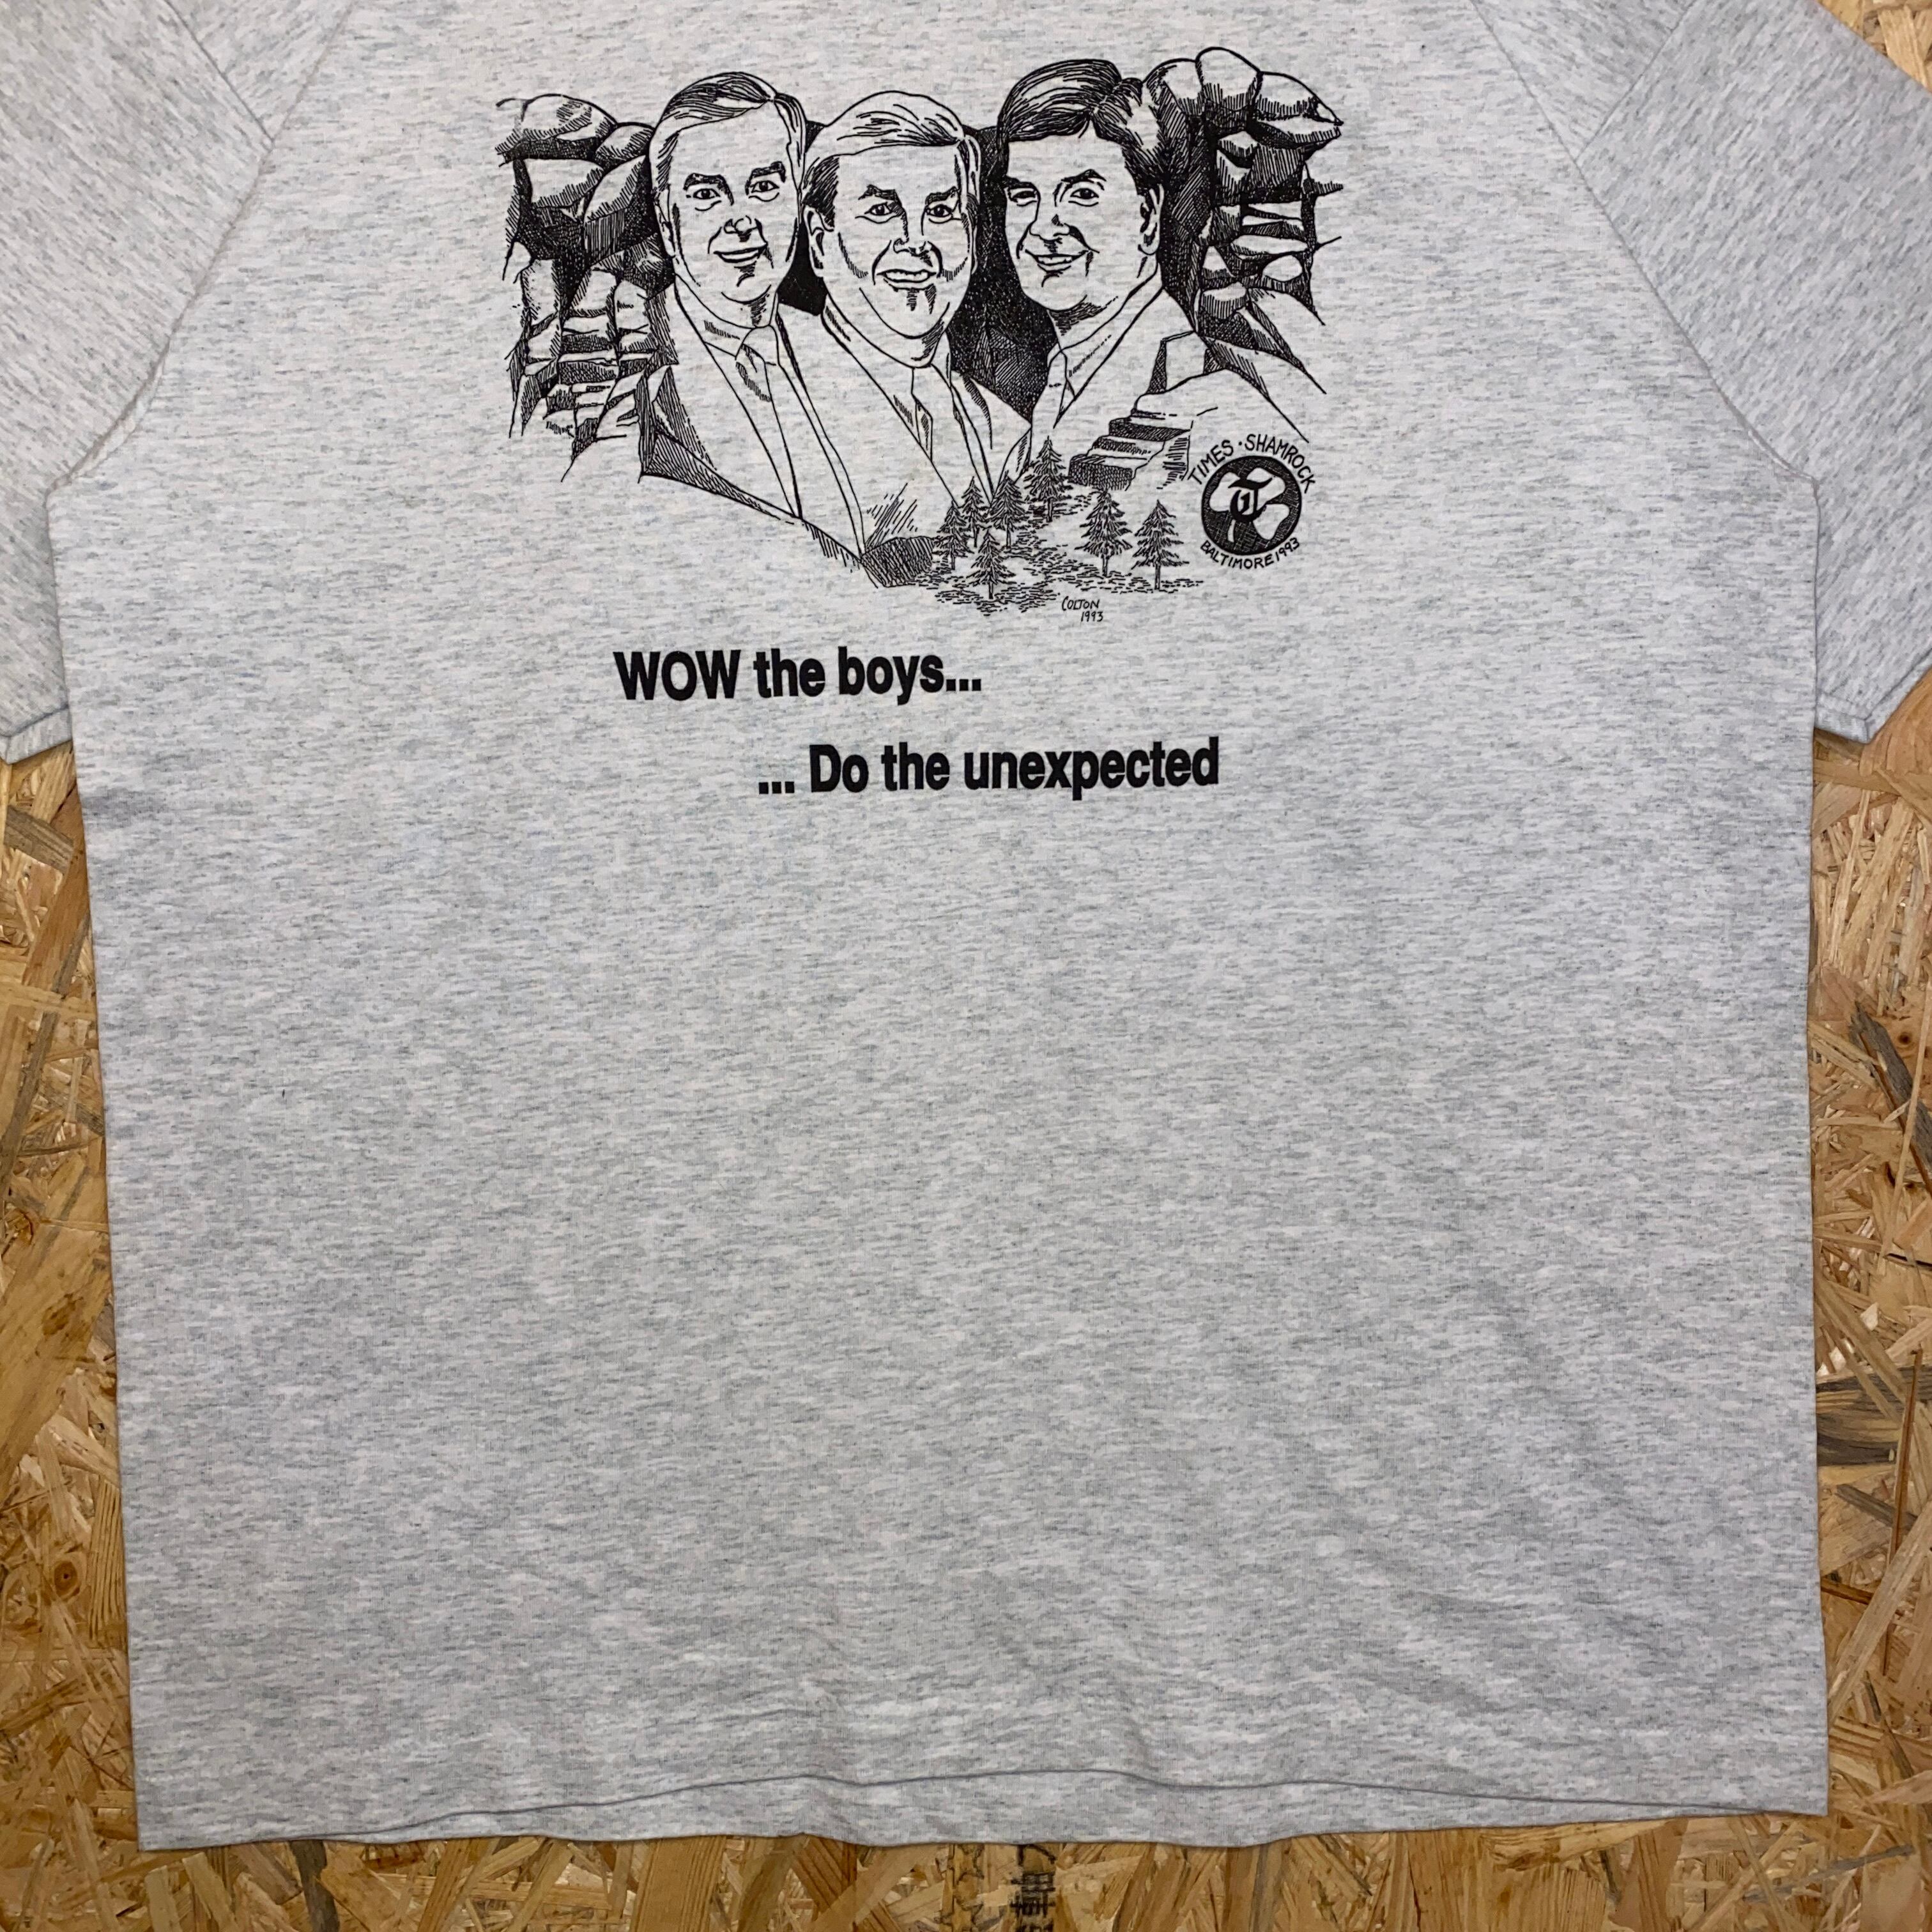 TIMES · SHAMROCK
T
BALTIMORE 1993
COLTON
1993
WOW the boys...
... Do the unexpected